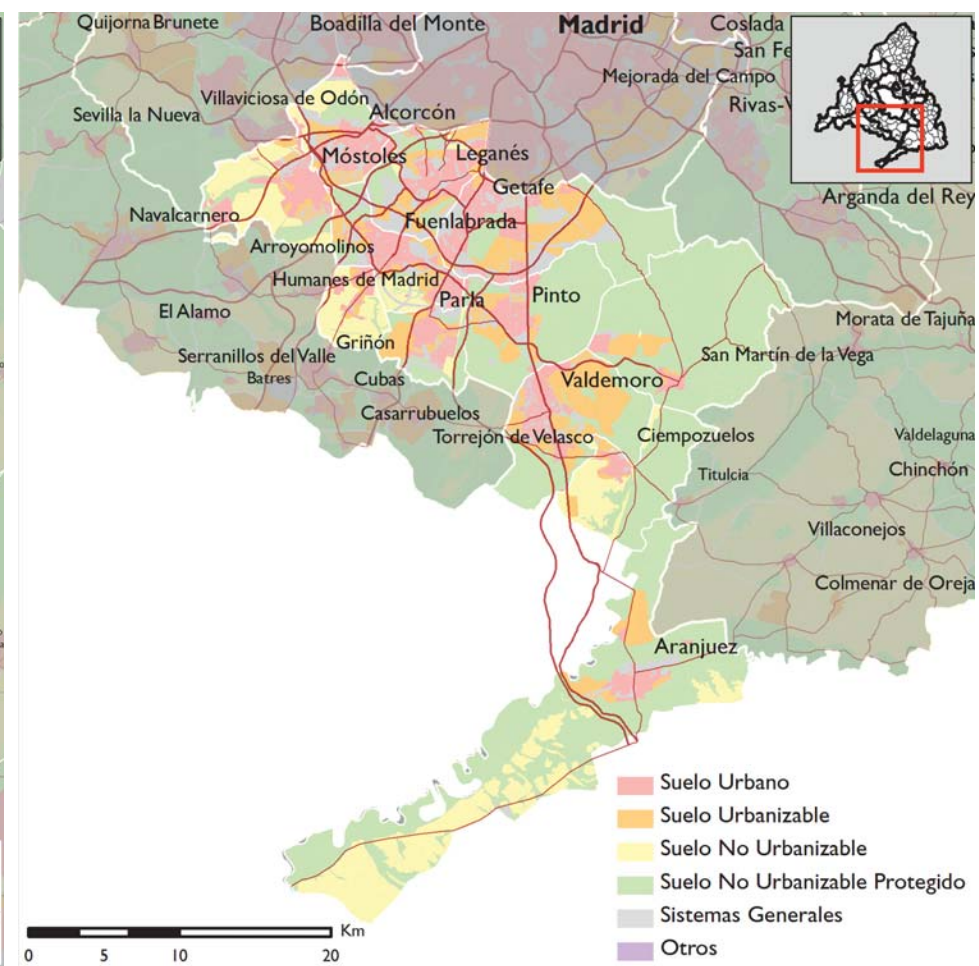 Quijorna Brunete
Boadilla del Monte
Madrid
Coslada
San Fe
Mejorada del Campo
Rivas-V
Villaviciosa de Odón
Sevilla la Nueva
Alcorcón
Móstoles
Leganés
Getafe
Arganda del Rey
Navalcarnero
Fuenlabrada
Arroyomolinos
Humanes de Madrid
Parla
Pinto
El Alamo
Morata de Tajuña
Griñón
Serranillos del Valle
San Martín de la Vega
Batres
Cubas
Valdemoro
Casarrubuelos
Torrejón de Velasco
Ciempozuelos
Valdelaguna
Titulcia
Chinchón
Villaconejos
Colmenar de Oreja
Aranjuez
Suelo Urbano
Suelo Urbanizable
Suelo No Urbanizable
Suelo No Urbanizable Protegido
Sistemas Generales
Otros
Km
0 5 10 20